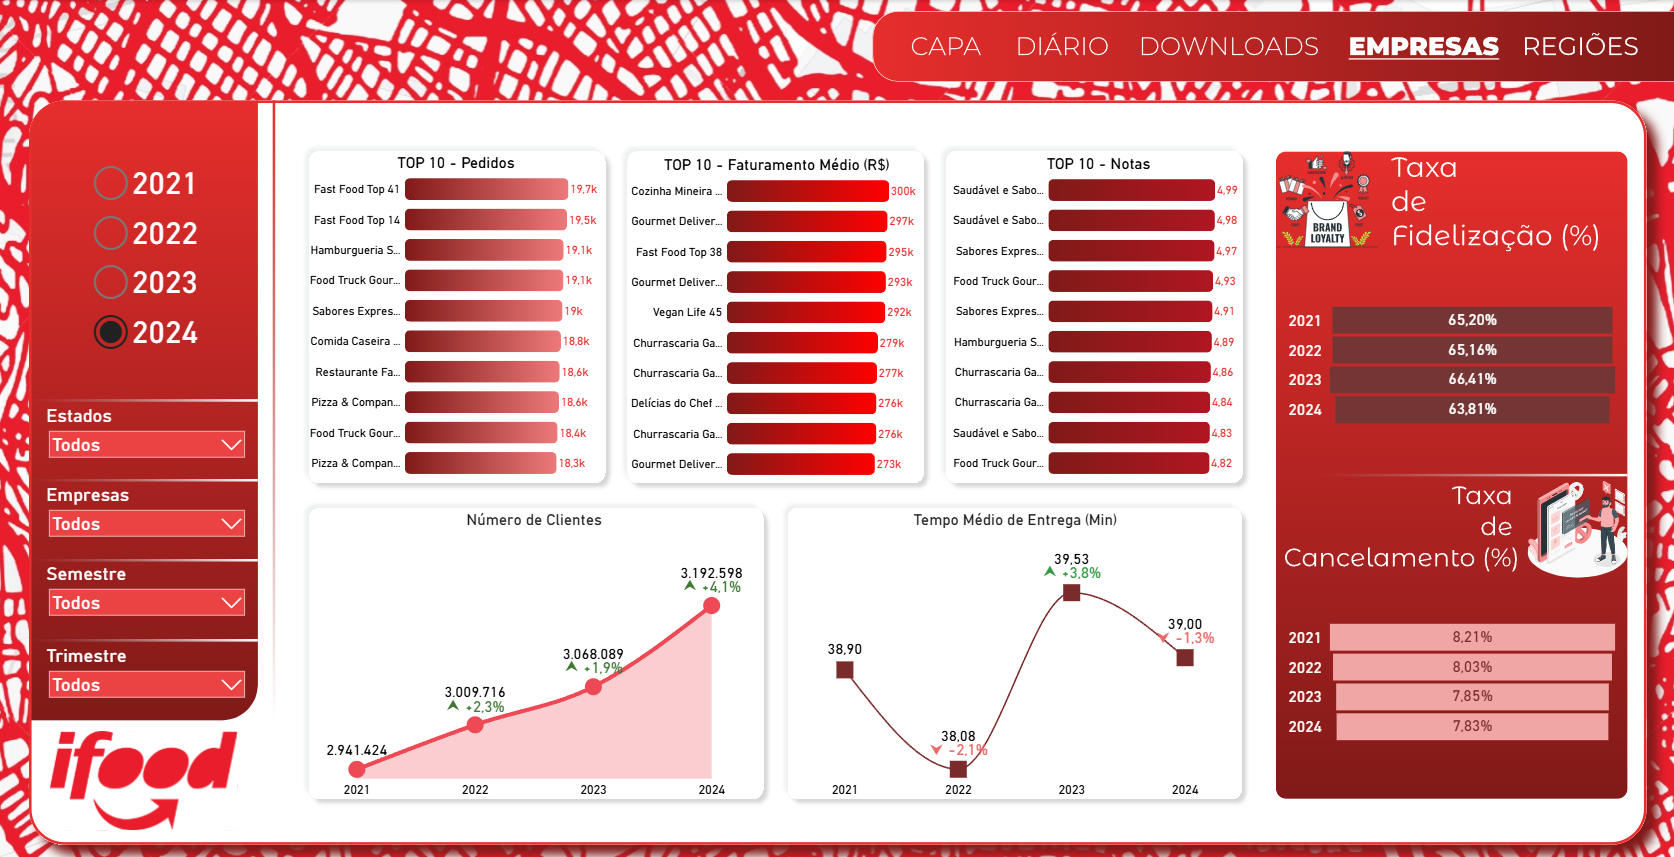 CAPA DIÁRIO DOWNLOADS EMPRESAS REGIÕES
2021
2022
2023
2024
Estados
Todos
Empresas
Todos
Semestre
Todos
Trimestre
Todos
ifood
TOP 10 - Pedidos
Fast Food Top 41 19,7k
Fast Food Top 14 19,5k
Hamburgueria S... 19,1k
Food Truck Gour... 19,1k
Sabores Expres... 19k
Comida Caseira ... 18,8k
Restaurante Fa... 18,6k
Pizza & Compan... 18,6k
Food Truck Gour... 18,4k
Pizza & Compan... 18,3k
TOP 10 - Faturamento Médio (R$)
Cozinha Mineira ... 300k
Gourmet Deliver... 297k
Fast Food Top 38 295k
Gourmet Deliver... 293k
Vegan Life 45 292k
Churrascaria Ga... 279k
Churrascaria Ga... 277k
Delícias do Chef ... 276k
Churrascaria Ga... 276k
Gourmet Deliver... 273k
TOP 10 - Notas
Saudável e Sabo... 4,99
Saudável e Sabo... 4,98
Sabores Expres... 4,97
Food Truck Gour... 4,93
Sabores Expres... 4,91
Hamburgueria S... 4,89
Churrascaria Ga... 4,86
Churrascaria Ga... 4,84
Saudável e Sabo... 4,83
Food Truck Gour... 4,82
Número de Clientes
2.941.424
3.009.716
+2,3%
3.068.089
+1,9%
3.192.598
+4,1%
2021 2022 2023 2024
Tempo Médio de Entrega (Min)
38,90
38,08
-2,1%
39,53
+3,8%
39,00
-1,3%
2021 2022 2023 2024
BRAND
LOYALTY
Taxa
de
Fidelização (%)
2021 65,20%
2022 65,16%
2023 66,41%
2024 63,81%
Taxa
de
Cancelamento (%)
2021 8,21%
2022 8,03%
2023 7,85%
2024 7,83%